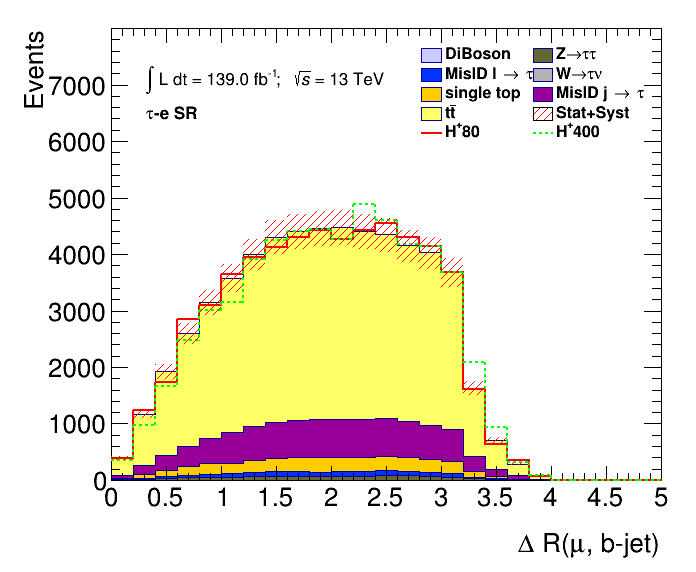 Events
∫ L dt = 139.0 fb⁻¹; √s = 13 TeV
τ-e SR
DiBoson
MisID l → τ
single top
tt̄
H⁺80
Z→ττ
W→τν
MisID j → τ
Stat+Syst
H⁺400
7000
6000
5000
4000
3000
2000
1000
0
0 0.5 1 1.5 2 2.5 3 3.5 4 4.5 5
Δ R(μ, b-jet)